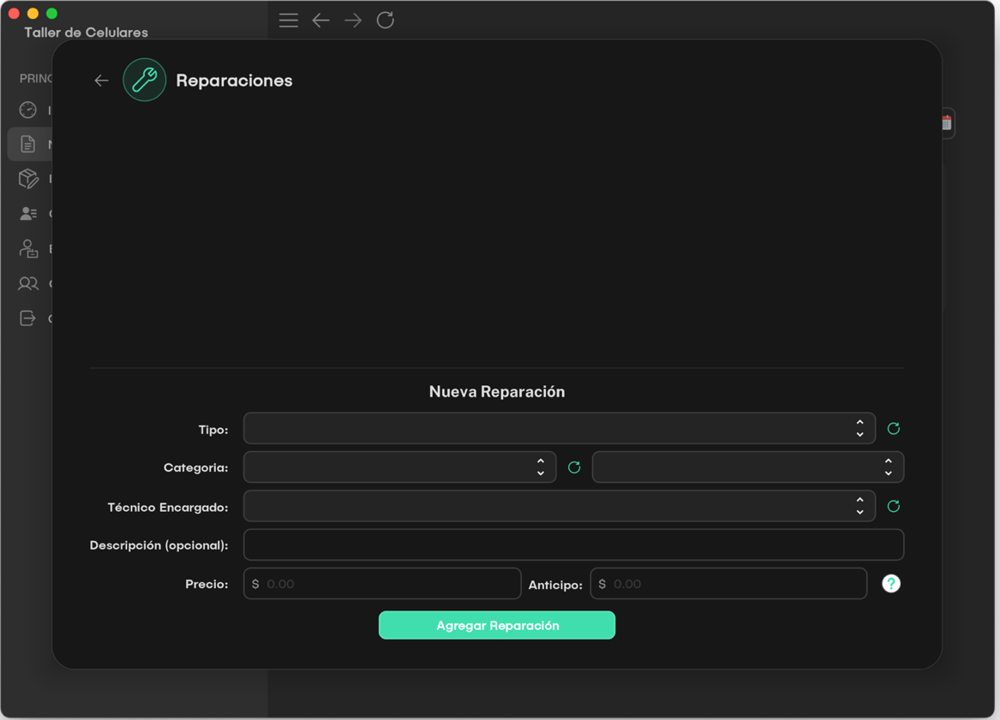 Taller de Celulares
Reparaciones
Nueva Reparación
Tipo:
Categoria:
Técnico Encargado:
Descripción (opcional):
Precio: $ 0.00 Anticipo: $ 0.00 ?
Agregar Reparación